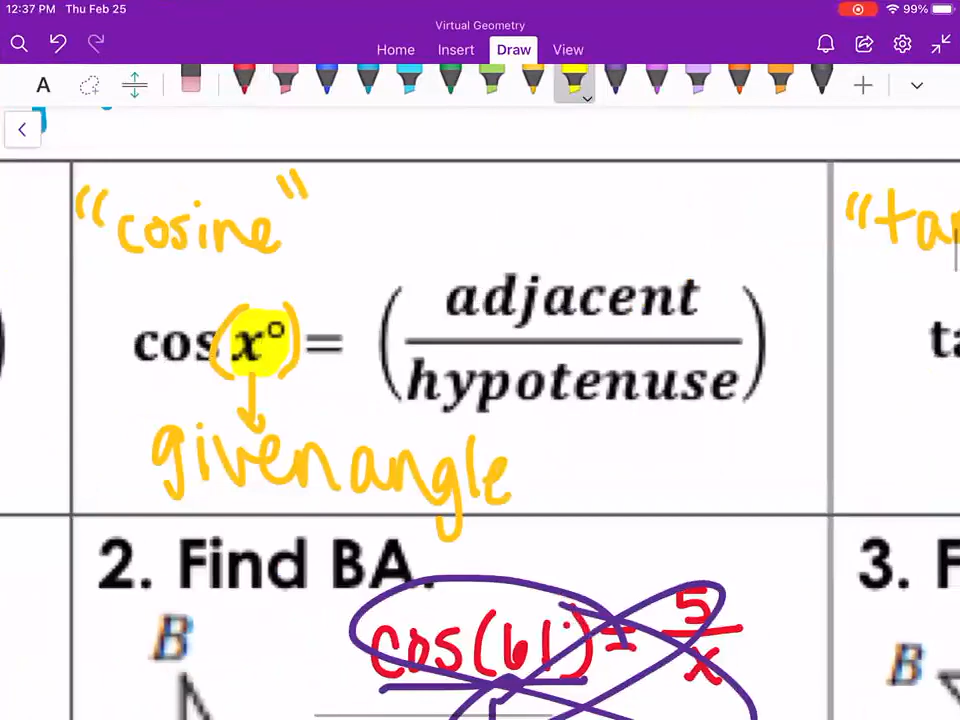 12:37 PM Thu Feb 25
99%
Virtual Geometry
Home Insert Draw View
A
"cosine"
"tan
cos(x°) = (adjacent / hypotenuse)
ta
given angle
2. Find BA.
3. F
cos(61°) = 5/x
B
B